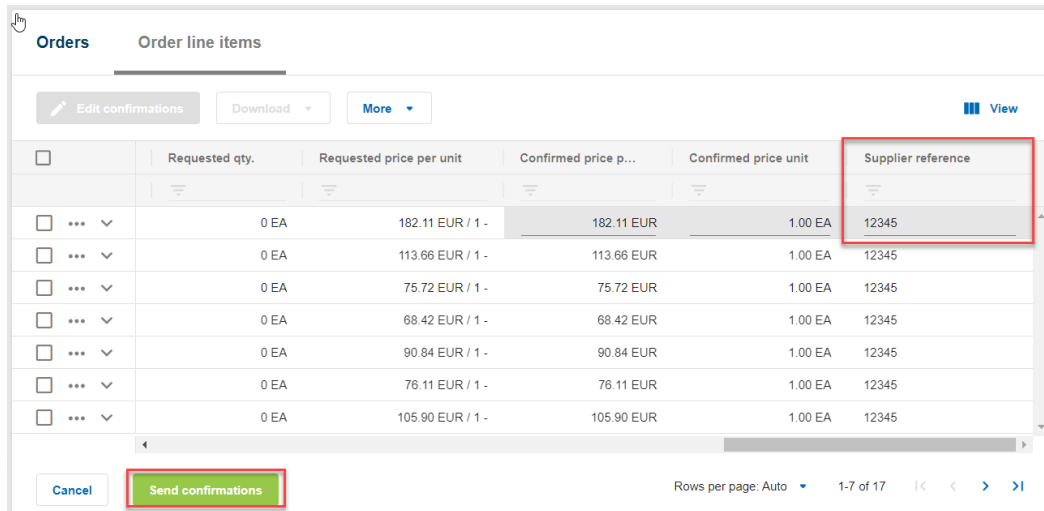 Orders Order line items
Edit confirmations Download More View
Requested qty. Requested price per unit Confirmed price p... Confirmed price unit Supplier reference
0 EA 182.11 EUR / 1 - 182.11 EUR 1.00 EA 12345
0 EA 113.66 EUR / 1 - 113.66 EUR 1.00 EA 12345
0 EA 75.72 EUR / 1 - 75.72 EUR 1.00 EA 12345
0 EA 68.42 EUR / 1 - 68.42 EUR 1.00 EA 12345
0 EA 90.84 EUR / 1 - 90.84 EUR 1.00 EA 12345
0 EA 76.11 EUR / 1 - 76.11 EUR 1.00 EA 12345
0 EA 105.90 EUR / 1 - 105.90 EUR 1.00 EA 12345
Cancel Send confirmations Rows per page: Auto 1-7 of 17